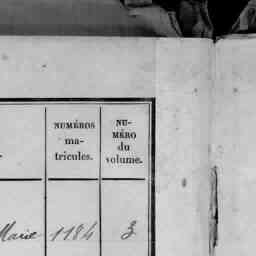 NUMÉROS
ma-
tricules.
NU-
MÉRO
du
volume.
Marie 1184 3